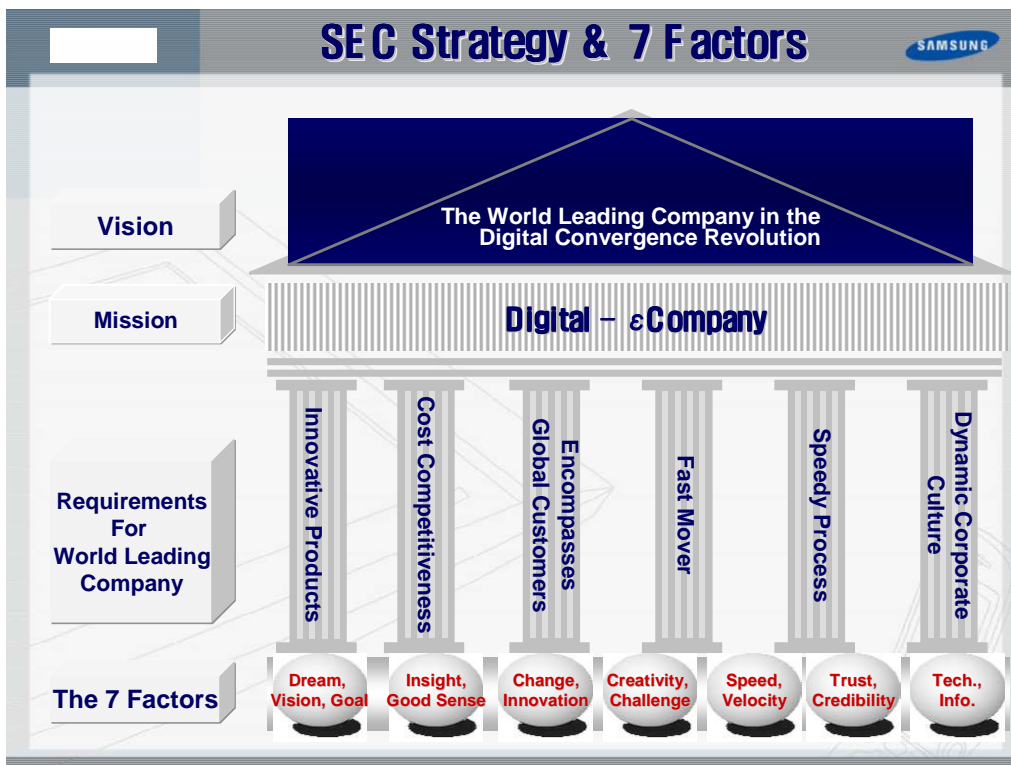 SEC Strategy & 7 Factors
SAMSUNG
Vision
The World Leading Company in the
Digital Convergence Revolution
Mission
Digital – εCompany
Requirements
For
World Leading
Company
Innovative Products
Cost Competitiveness
Encompasses
Global Customers
Fast Mover
Speedy Process
Dynamic Corporate
Culture
The 7 Factors
Dream,
Vision, Goal
Insight,
Good Sense
Change,
Innovation
Creativity,
Challenge
Speed,
Velocity
Trust,
Credibility
Tech.,
Info.